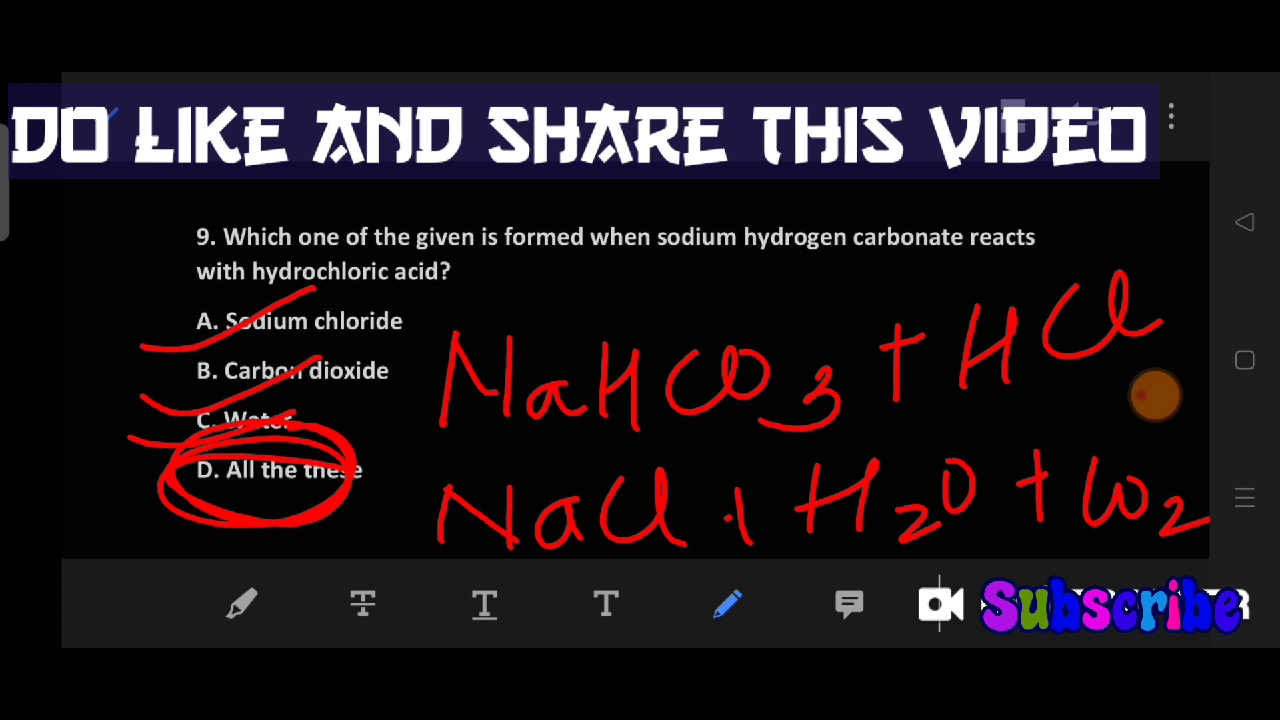 DO LIKE AND SHARE THIS VIDEO
9. Which one of the given is formed when sodium hydrogen carbonate reacts
with hydrochloric acid?
A. Sodium chloride
B. Carbon dioxide
C. Water
D. All the these
NaHCO3 + HCl
NaCl + H2O + CO2
T T T
Subscribe